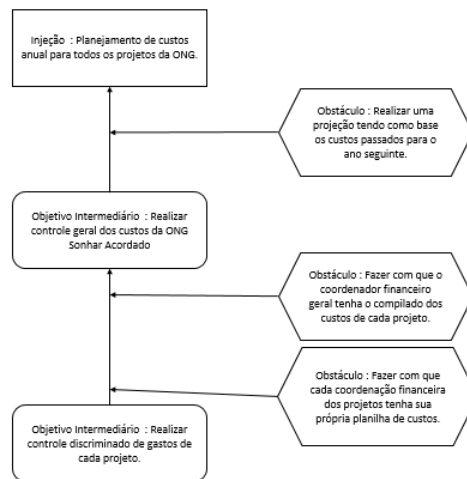 Injeção : Planejamento de custos
anual para todos os projetos da ONG.
Obstáculo : Realizar uma
projeção tendo como base
os custos passados para o
ano seguinte.
Objetivo Intermediário : Realizar
controle geral dos custos da ONG
Sonhar Acordado
Obstáculo : Fazer com que o
coordenador financeiro
geral tenha o compilado dos
custos de cada projeto.
Obstáculo : Fazer com que
cada coordenação financeira
dos projetos tenha sua
própria planilha de custos.
Objetivo Intermediário : Realizar
controle discriminado de gastos de
cada projeto.